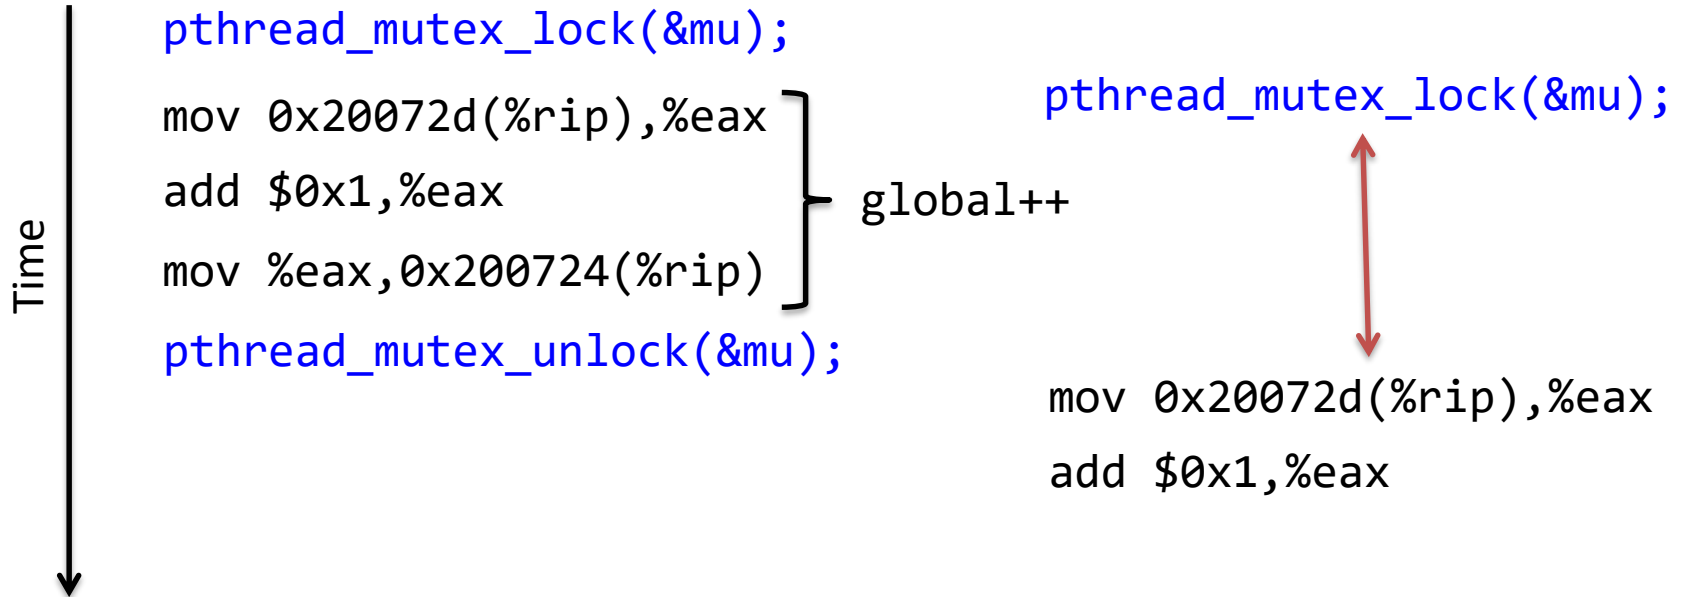 Time
pthread_mutex_lock(&mu);
mov 0x20072d(%rip),%eax
add $0x1,%eax
mov %eax,0x200724(%rip)
pthread_mutex_unlock(&mu);
global++
pthread_mutex_lock(&mu);
mov 0x20072d(%rip),%eax
add $0x1,%eax